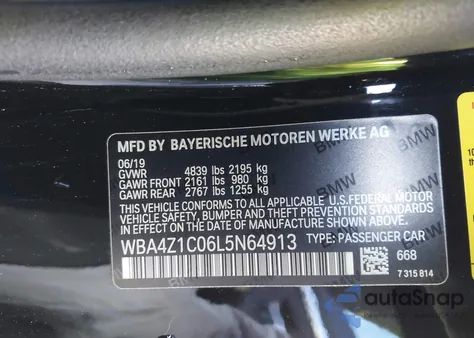 MFD BY BAYERISCHE MOTOREN WERKE AG
06/19
GVWR 4839 lbs 2195 kg
GAWR FRONT 2161 lbs 980 kg
GAWR REAR 2767 lbs 1255 kg
THIS VEHICLE CONFORMS TO ALL APPLICABLE U.S. FEDERAL MOTOR
VEHICLE SAFETY, BUMPER, AND THEFT PREVENTION STANDARDS
IN EFFECT ON THE DATE OF MANUFACTURE SHOWN ABOVE.
WBA4Z1C06L5N64913 TYPE: PASSENGER CAR
668
7 315 814
autoSnap